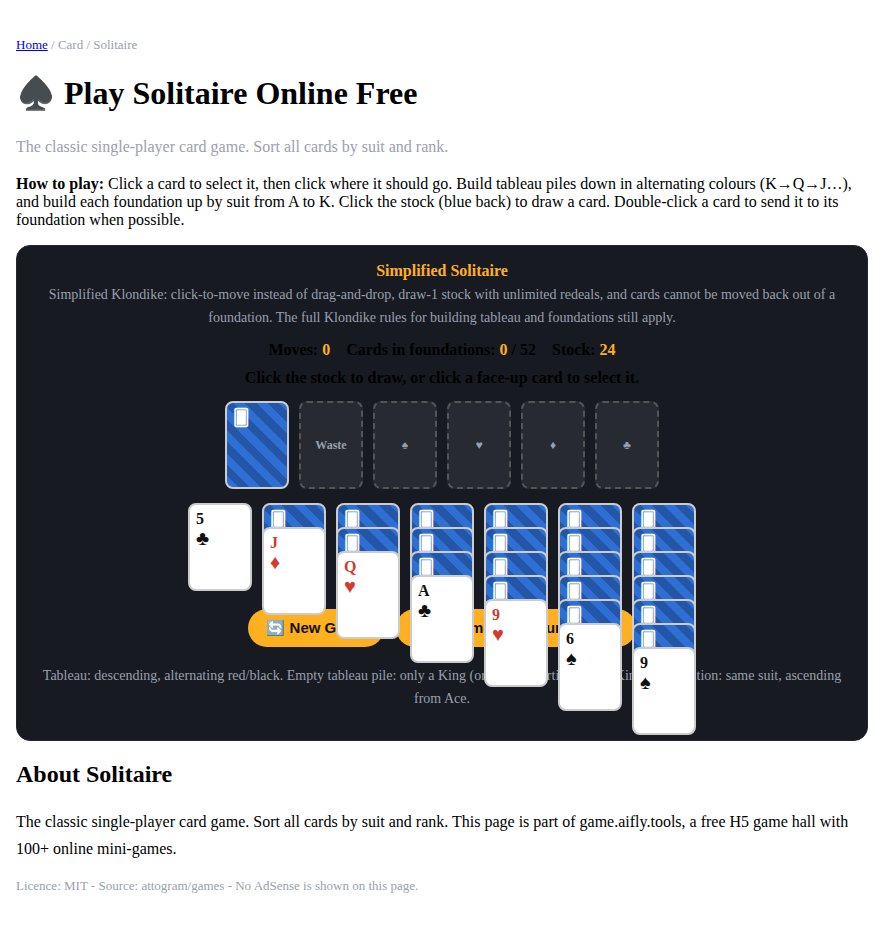 Home / Card / Solitaire
♠ Play Solitaire Online Free
The classic single-player card game. Sort all cards by suit and rank.
How to play: Click a card to select it, then click where it should go. Build tableau piles down in alternating colours (K→Q→J…),
and build each foundation up by suit from A to K. Click the stock (blue back) to draw a card. Double-click a card to send it to its
foundation when possible.
Simplified Solitaire
Simplified Klondike: click-to-move instead of drag-and-drop, draw-1 stock with unlimited redeals, and cards cannot be moved back out of a
foundation. The full Klondike rules for building tableau and foundations still apply.
Moves: 0 Cards in foundations: 0 / 52 Stock: 24
Click the stock to draw, or click a face-up card to select it.
Waste ♠ ♥ ♦ ♣
5 ♣
J ♦
Q ♥
A ♣
9 ♥
6 ♠
9 ♠
New
Tableau: descending, alternating red/black. Empty tableau pile: only a King
same suit, ascending
from Ace.
About Solitaire
The classic single-player card game. Sort all cards by suit and rank. This page is part of game.aifly.tools, a free H5 game hall with
100+ online mini-games.
Licence: MIT - Source: attogram/games - No AdSense is shown on this page.